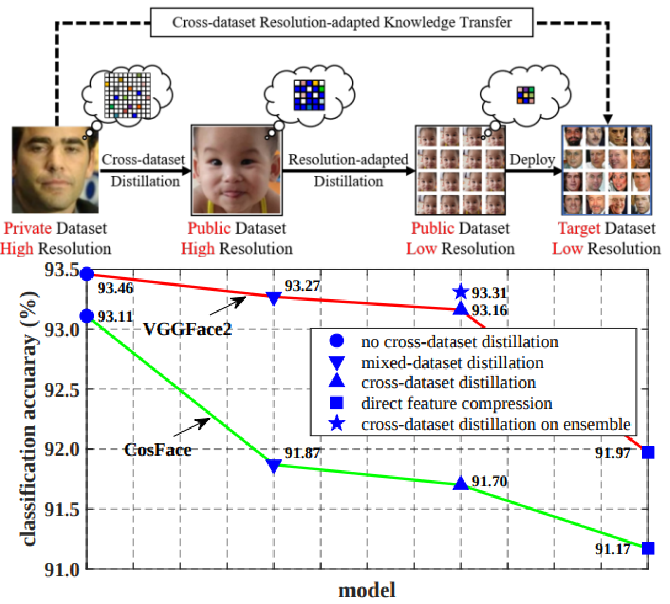 Cross-dataset Resolution-adapted Knowledge Transfer
Cross-dataset
Distillation
Resolution-adapted
Distillation
Deploy
Private Dataset
High Resolution
Public Dataset
High Resolution
Public Dataset
Low Resolution
Target Dataset
Low Resolution
93.5
93.0
92.5
92.0
91.5
91.0
classification accuaray (%)
93.46
93.11
93.27
VGGFace2
93.31
93.16
no cross-dataset distillation
mixed-dataset distillation
cross-dataset distillation
direct feature compression
cross-dataset distillation on ensemble
CosFace
91.87
91.97
91.70
91.17
model